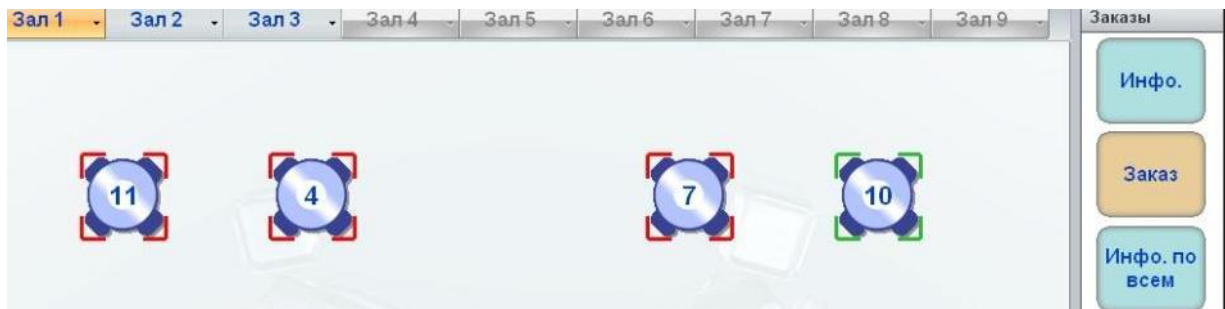 Зал 1 Зал 2 Зал 3 Зал 4 Зал 5 Зал 6 Зал 7 Зал 8 Зал 9
Заказы
Инфо.
11 4 7 10
Заказ
Инфо. по
всем